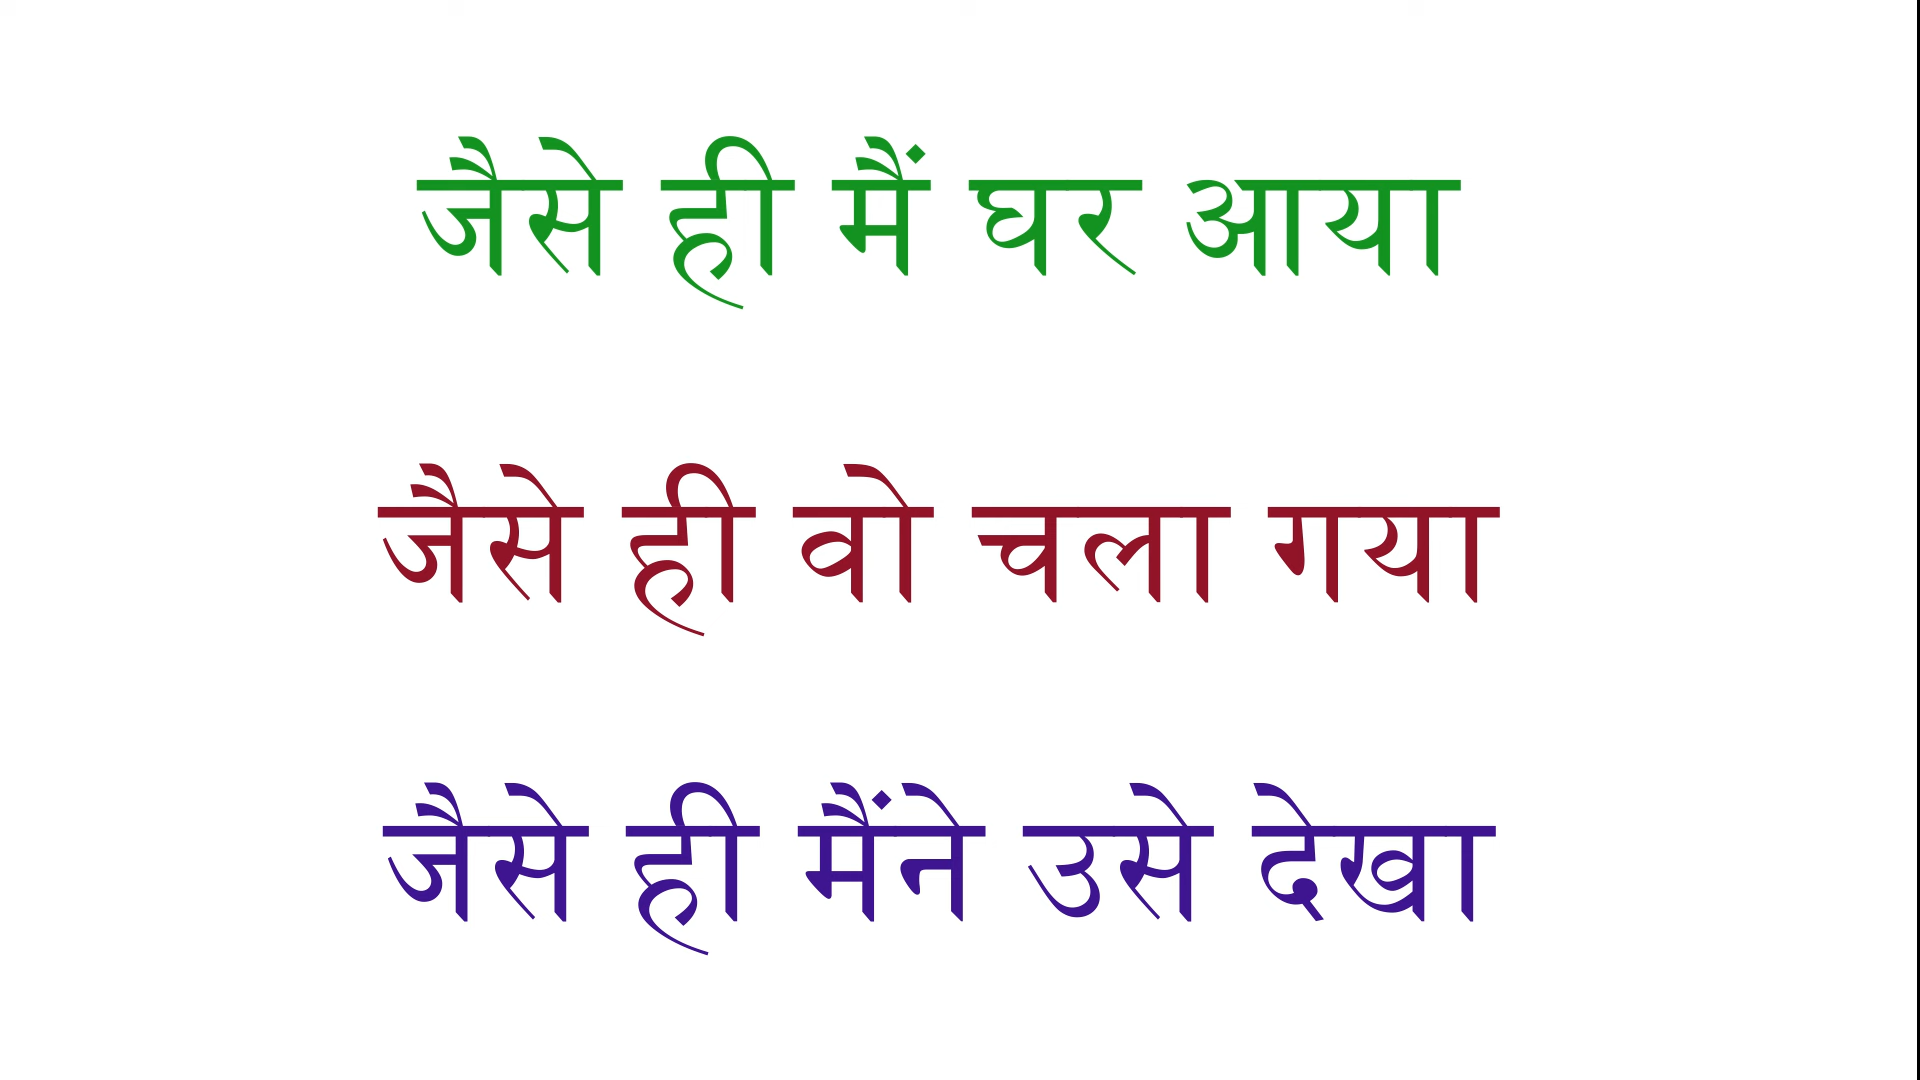 जैसे ही मैं घर आया
जैसे ही वो चला गया
जैसे ही मैंने उसे देखा